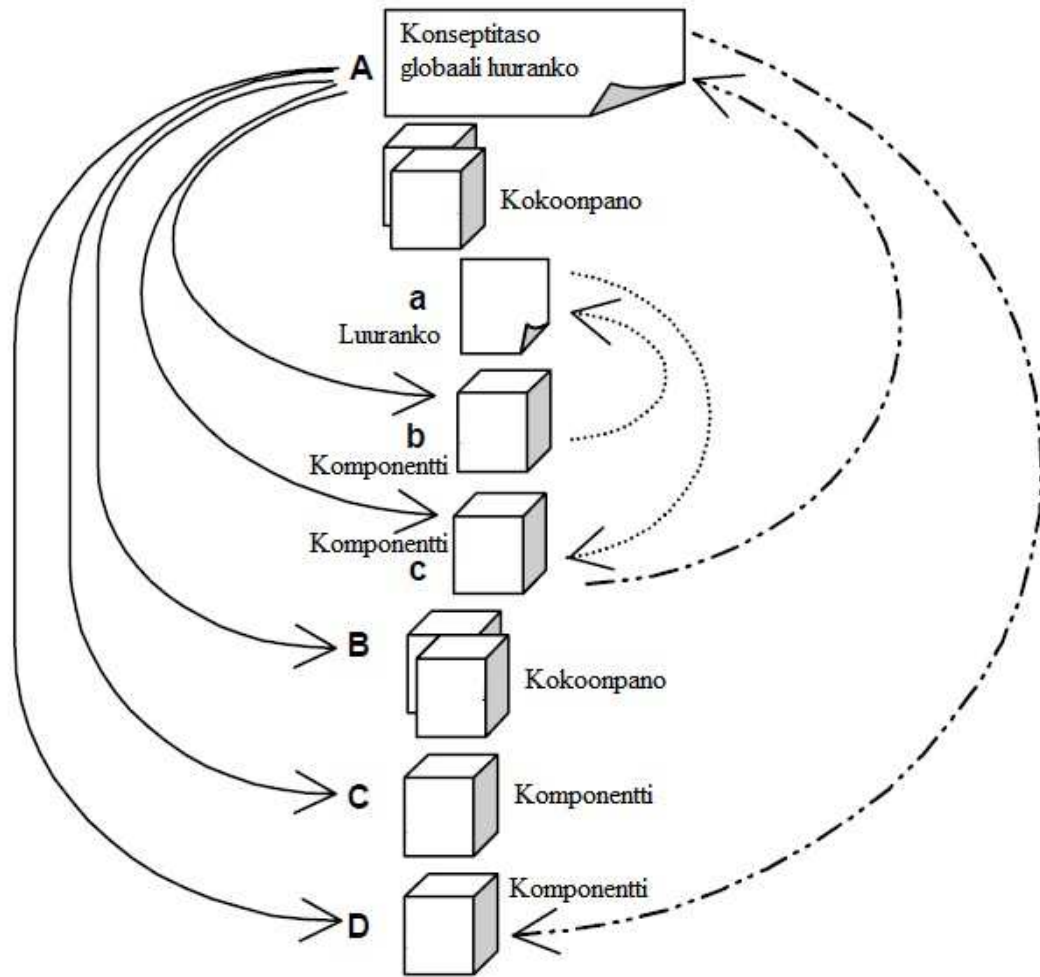 Konseptitaso
globaali luuranko
A
Kokoonpano
a
Luuranko
b
Komponentti
Komponentti
c
B
Kokoonpano
C
Komponentti
Komponentti
D